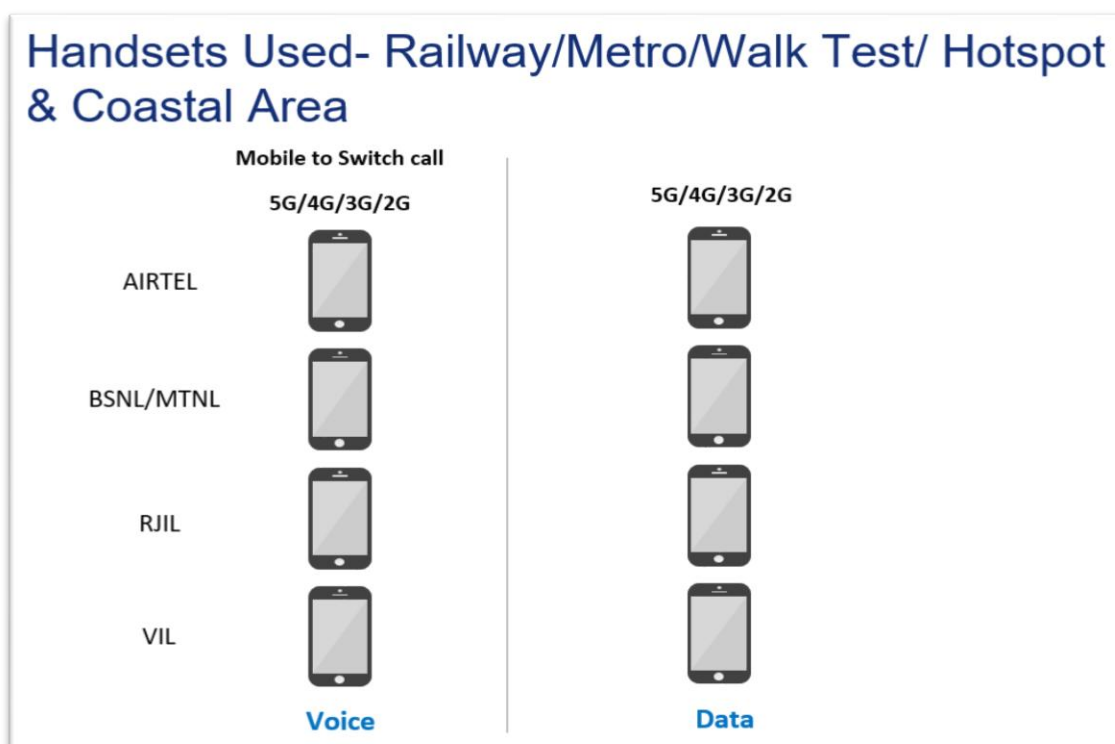 Handsets Used- Railway/Metro/Walk Test/ Hotspot
& Coastal Area
Mobile to Switch call
5G/4G/3G/2G
5G/4G/3G/2G
AIRTEL
BSNL/MTNL
RJIL
VIL
Voice
Data